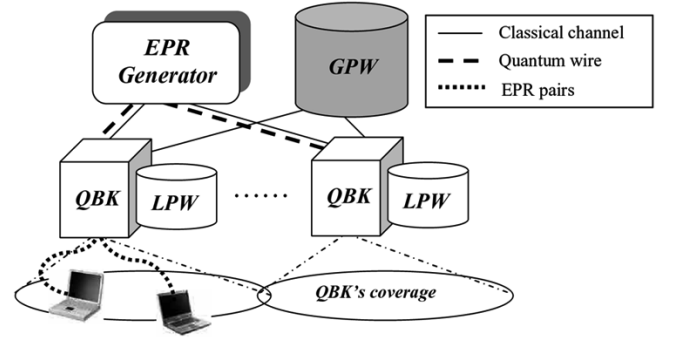 EPR
Generator
GPW
Classical channel
Quantum wire
EPR pairs
QBK
LPW
......
QBK
LPW
QBK's coverage